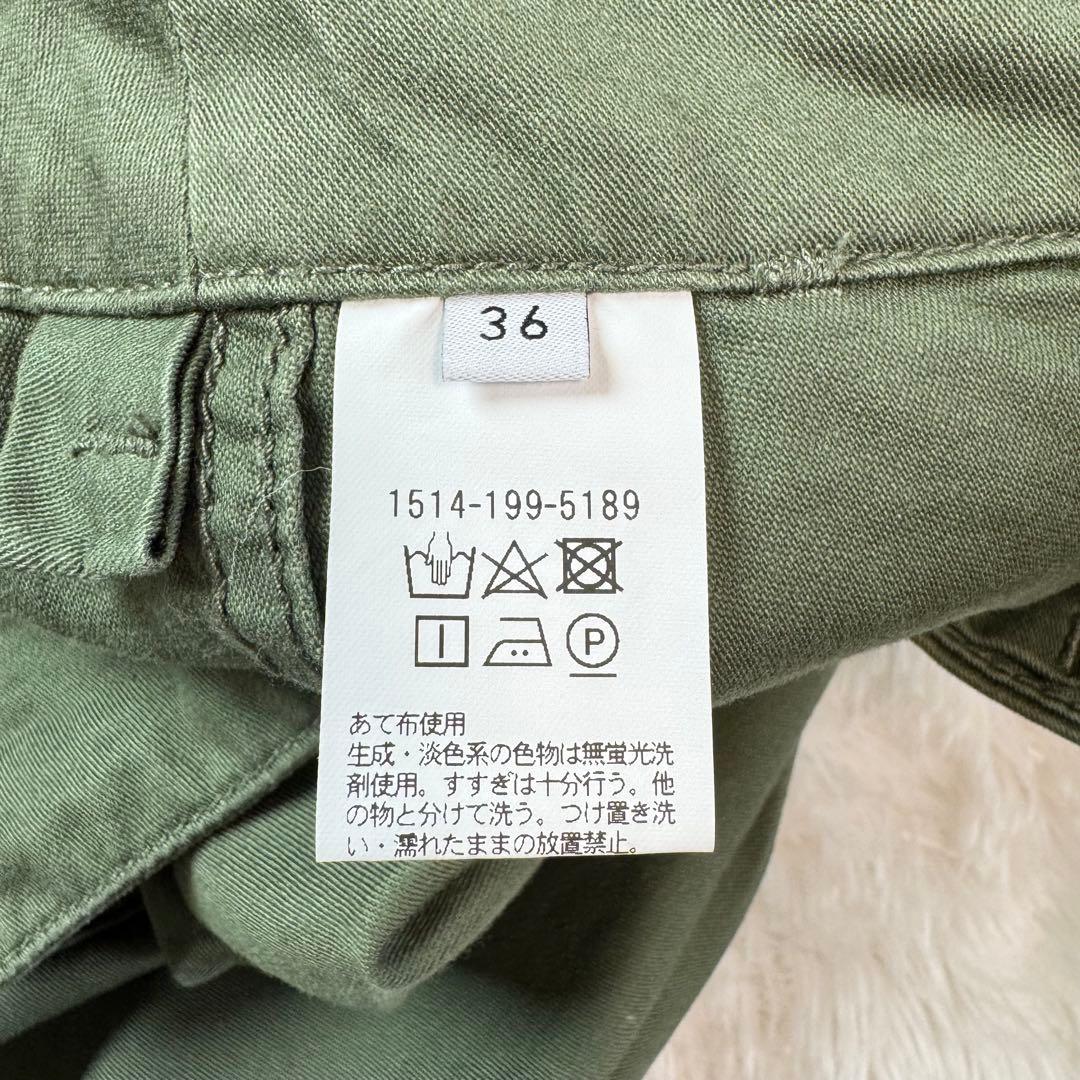 36
1514-199-5189
P
あて布使用
生成・淡色系の色物は無蛍光洗
剤使用。すすぎは十分行う。他
の物と分けて洗う。つけ置き洗
い・濡れたままの放置禁止。